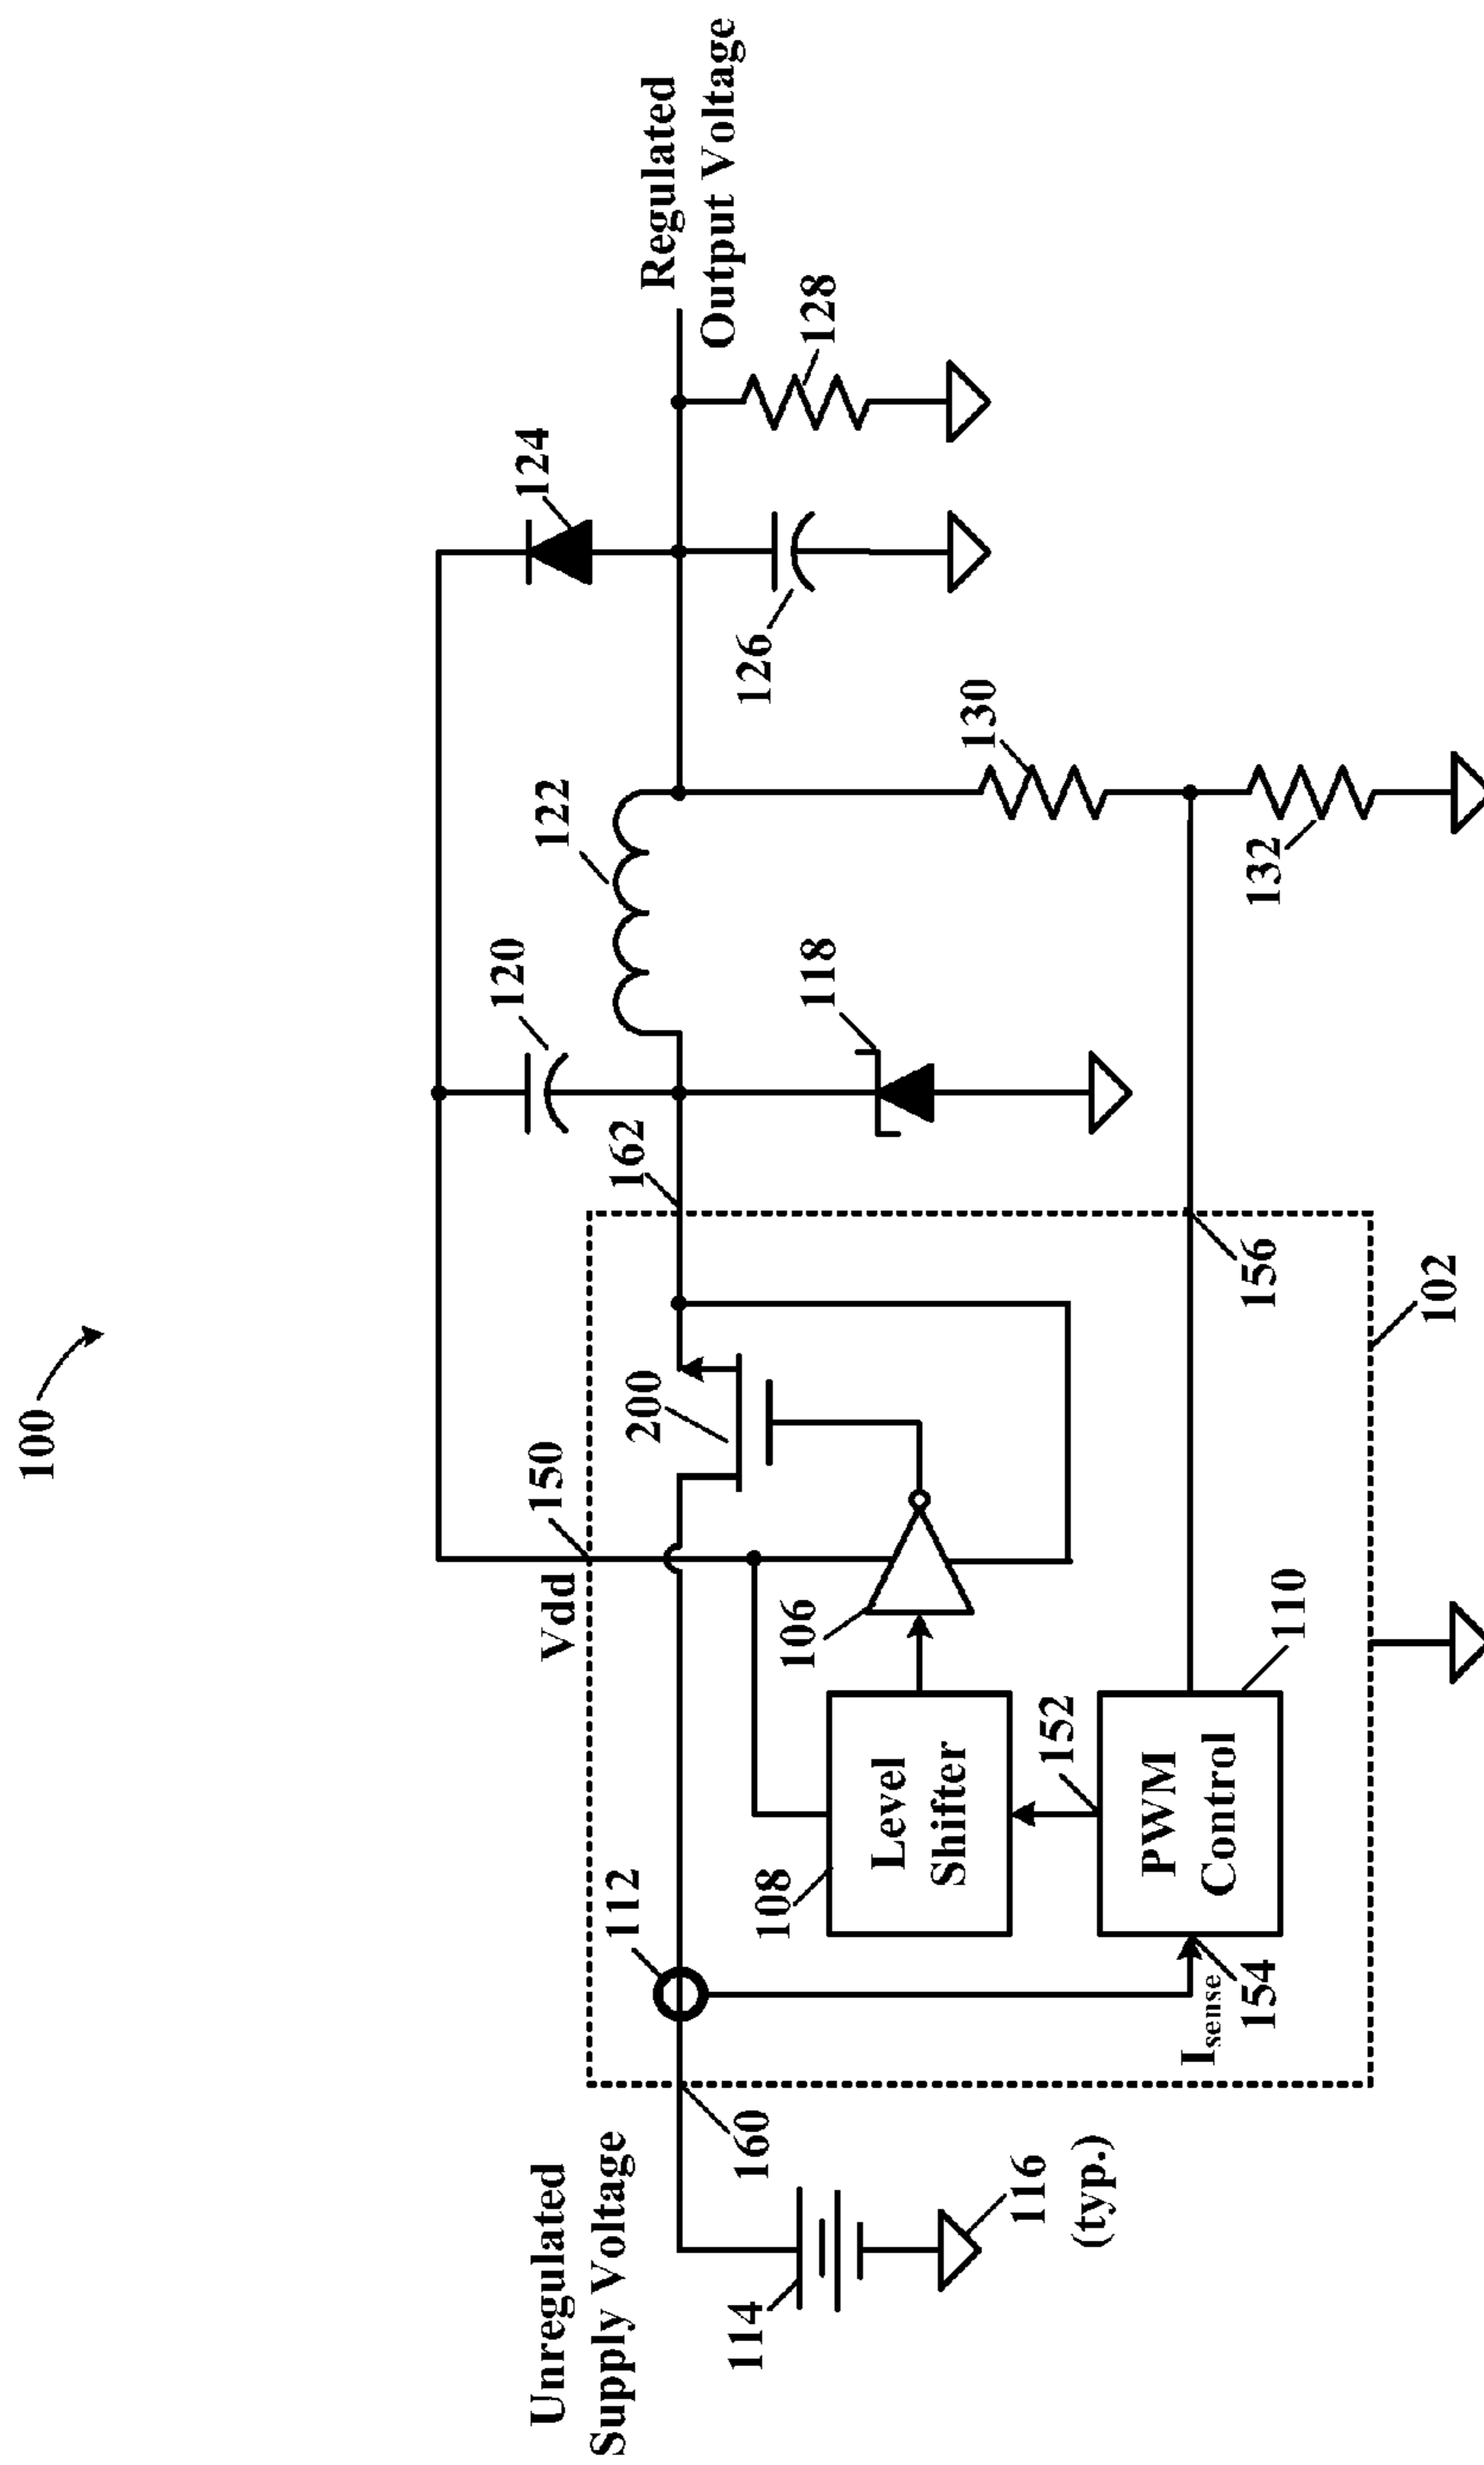 100
Regulated
Output Voltage
124
128
126
122
120
130
132
118
162
156
102
200
150
Vdd
106
110
152
Level
Shifter
PWM
Control
108
112
154
I sense
160
Unregulated
Supply Voltage
114
116
(typ.)